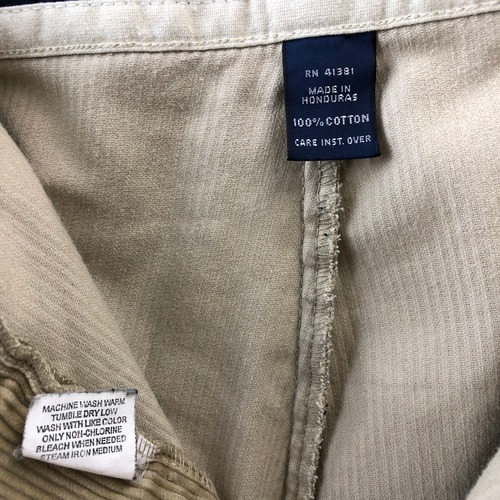 RN 41381
MADE IN
HONDURAS
100% COTTON
CARE INST. OVER
MACHINE WASH WARM
TUMBLE DRY LOW
WASH WITH LIKE COLOR
ONLY NON-CHLORINE
BLEACH WHEN NEEDED
STEAM IRON MEDIUM